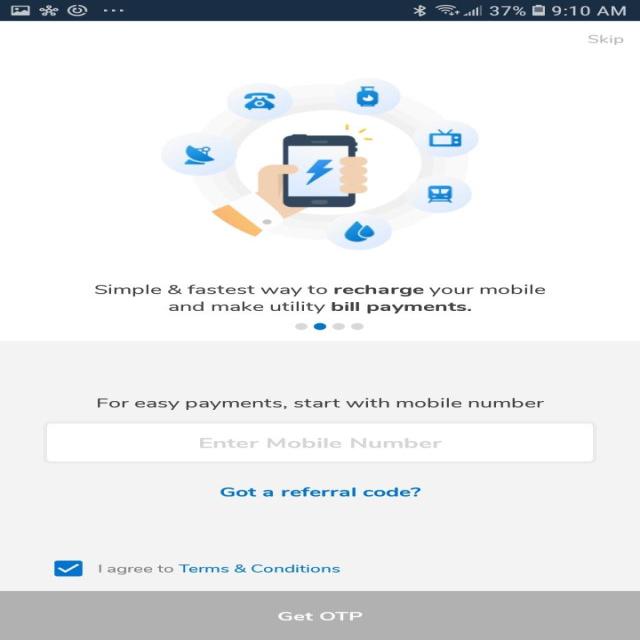 37% 9:10 AM
Skip
Simple & fastest way to recharge your mobile
and make utility bill payments.
For easy payments, start with mobile number
Enter Mobile Number
Got a referral code?
I agree to Terms & Conditions
Get OTP